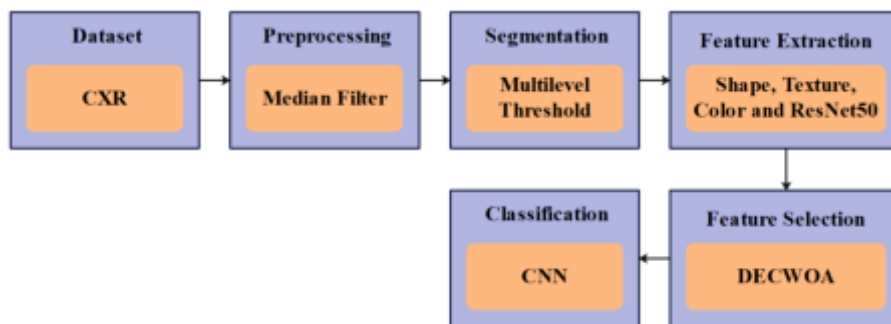 Dataset
CXR
Preprocessing
Median Filter
Segmentation
Multilevel
Threshold
Feature Extraction
Shape, Texture,
Color and ResNet50
Feature Selection
DECWOA
Classification
CNN